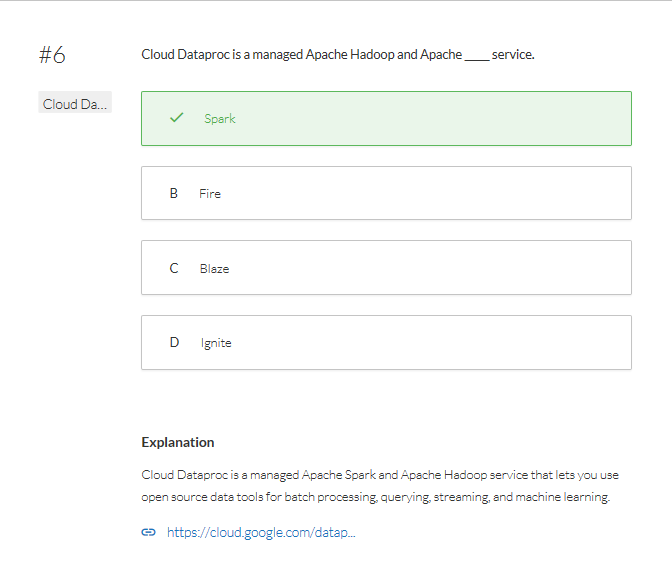 #6
Cloud Dataproc is a managed Apache Hadoop and Apache _____ service.
Cloud Da...
Spark
B Fire
C Blaze
D Ignite
Explanation
Cloud Dataproc is a managed Apache Spark and Apache Hadoop service that lets you use
open source data tools for batch processing, querying, streaming, and machine learning.
https://cloud.google.com/datap...